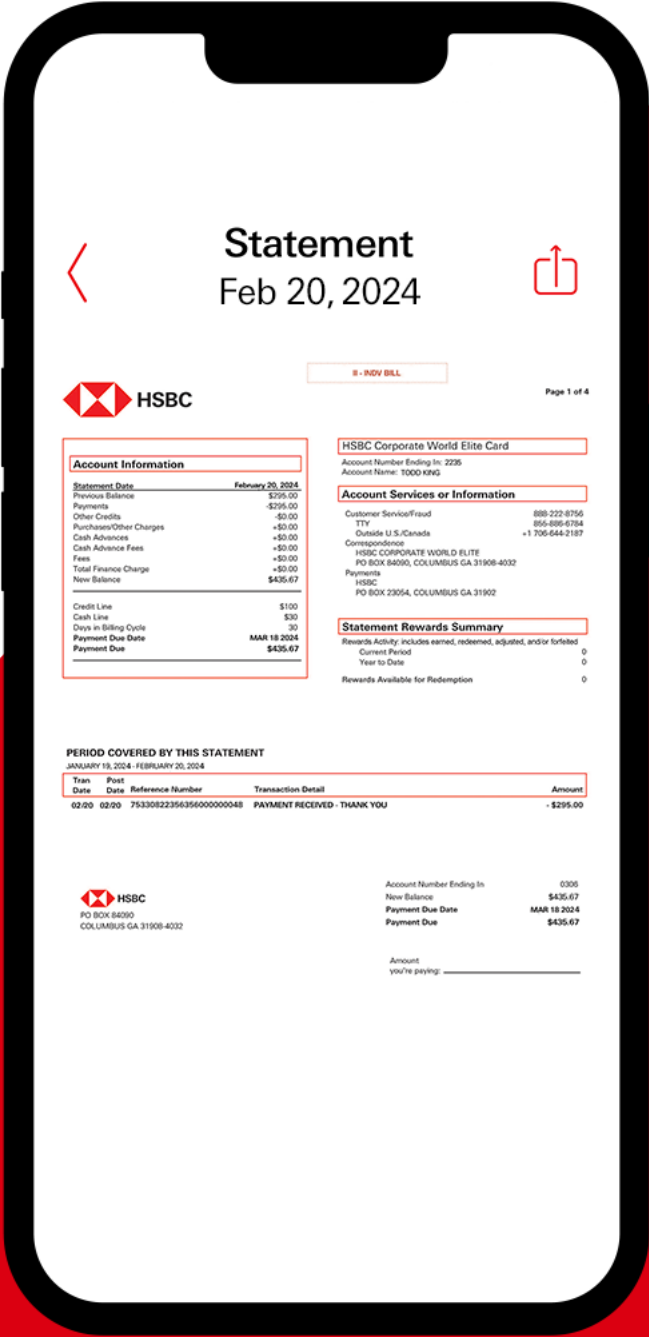 Statement
Feb 20, 2024
II - INDV BILL
Page 1 of 4
HSBC
Account Information
Statement Date February 20, 2024
Previous Balance $295.00
Payments -$295.00
Other Credits -$0.00
Purchases/Other Charges +$0.00
Cash Advances +$0.00
Cash Advance Fees +$0.00
Fees +$0.00
Total Finance Charge +$0.00
New Balance $435.67
Credit Line $100
Cash Line $30
Days in Billing Cycle 30
Payment Due Date MAR 18 2024
Payment Due $435.67
HSBC Corporate World Elite Card
Account Number Ending In: 2235
Account Name: TODD KING
Account Services or Information
Customer Service/Fraud 888-222-8756
TTY 855-886-6784
Outside U.S./Canada +1 706-644-2187
Correspondence
HSBC CORPORATE WORLD ELITE
PO BOX 84090, COLUMBUS GA 31908-4032
Payments
HSBC
PO BOX 23054, COLUMBUS GA 31902
Statement Rewards Summary
Rewards Activity: includes earned, redeemed, adjusted, and/or forfeited
Current Period 0
Year to Date 0
Rewards Available for Redemption 0
PERIOD COVERED BY THIS STATEMENT
JANUARY 19, 2024 - FEBRUARY 20, 2024
Tran Post
Date Date Reference Number Transaction Detail Amount
02/20 02/20 75330822356356000000048 PAYMENT RECEIVED - THANK YOU - $295.00
HSBC
PO BOX 84090
COLUMBUS GA 31908-4032
Account Number Ending In 0306
New Balance $435.67
Payment Due Date MAR 18 2024
Payment Due $435.67
Amount
you're paying: